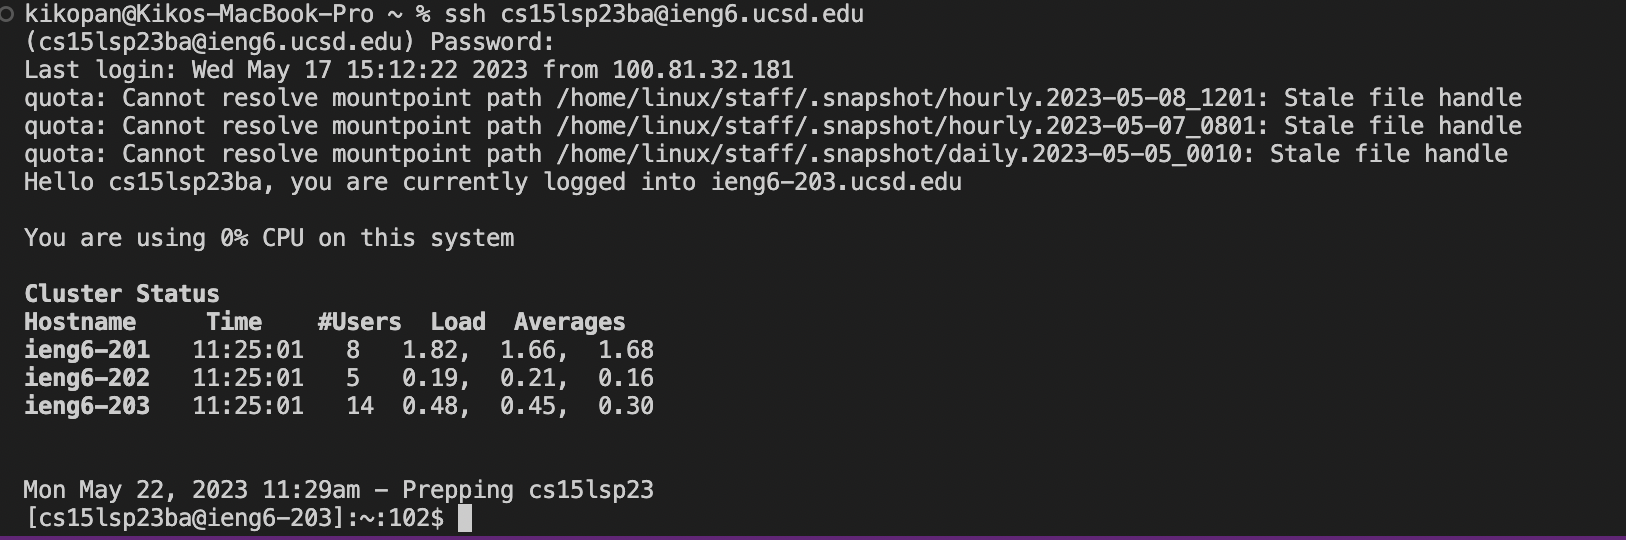 kikopan@Kikos-MacBook-Pro ~ % ssh cs15lsp23ba@ieng6.ucsd.edu
(cs15lsp23ba@ieng6.ucsd.edu) Password:
Last login: Wed May 17 15:12:22 2023 from 100.81.32.181
quota: Cannot resolve mountpoint path /home/linux/staff/.snapshot/hourly.2023-05-08_1201: Stale file handle
quota: Cannot resolve mountpoint path /home/linux/staff/.snapshot/hourly.2023-05-07_0801: Stale file handle
quota: Cannot resolve mountpoint path /home/linux/staff/.snapshot/daily.2023-05-05_0010: Stale file handle
Hello cs15lsp23ba, you are currently logged into ieng6-203.ucsd.edu
You are using 0% CPU on this system
Cluster Status
Hostname     Time    #Users  Load  Averages
ieng6-201   11:25:01   8   1.82,  1.66,  1.68
ieng6-202   11:25:01   5   0.19,  0.21,  0.16
ieng6-203   11:25:01   14  0.48,  0.45,  0.30
Mon May 22, 2023 11:29am - Prepping cs15lsp23
[cs15lsp23ba@ieng6-203]:~:102$